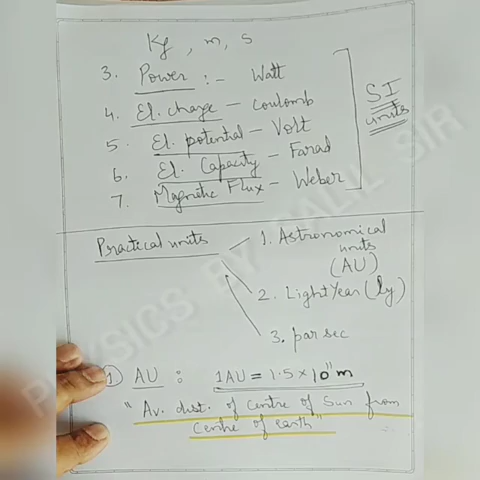 Kg, m, s
3. Power :- Watt
4. El. charge - Coulomb
5. El. potential - Volt
6. El. Capacity - Farad
7. Magnetic Flux - Weber
SI
units
Practical units
1. Astronomical
units
(AU)
2. Light Year (ly)
3. par sec
① AU : 1AU = 1.5 × 10¹¹ m
" Av. dist. of centre of Sun from
centre of earth"
PHYSICS BY SIR